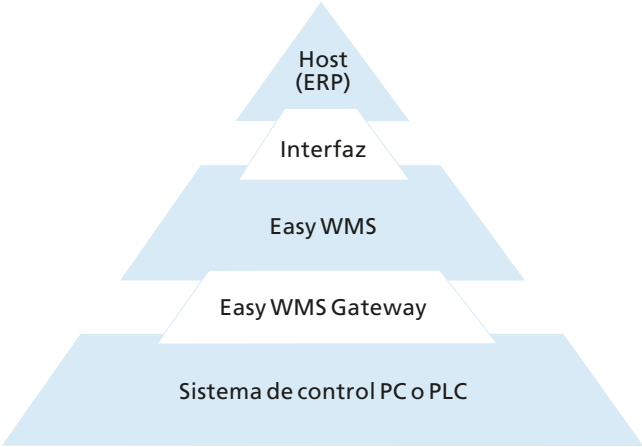 Host
(ERP)
Interfaz
Easy WMS
Easy WMS Gateway
Sistema de control PC o PLC